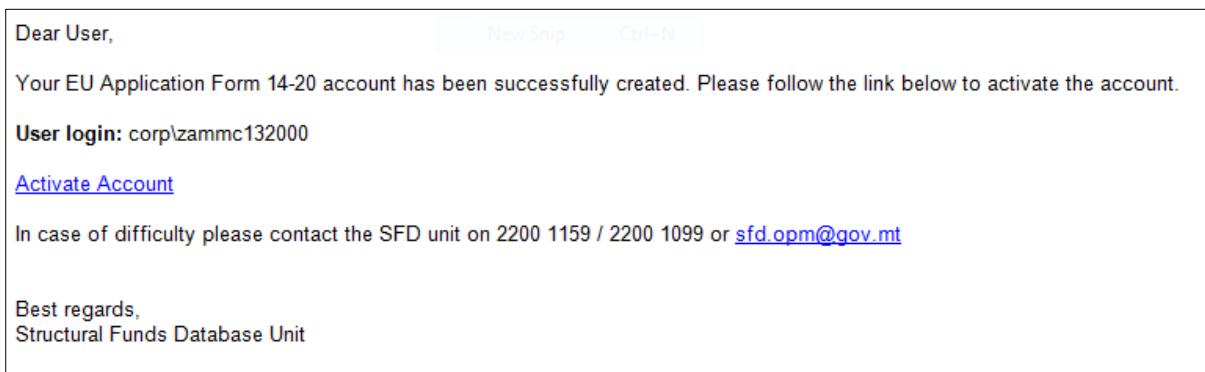 Dear User,
New Snip Ctrl+N
Your EU Application Form 14-20 account has been successfully created. Please follow the link below to activate the account.
User login: corp\zammc132000
Activate Account
In case of difficulty please contact the SFD unit on 2200 1159 / 2200 1099 or sfd.opm@gov.mt
Best regards,
Structural Funds Database Unit